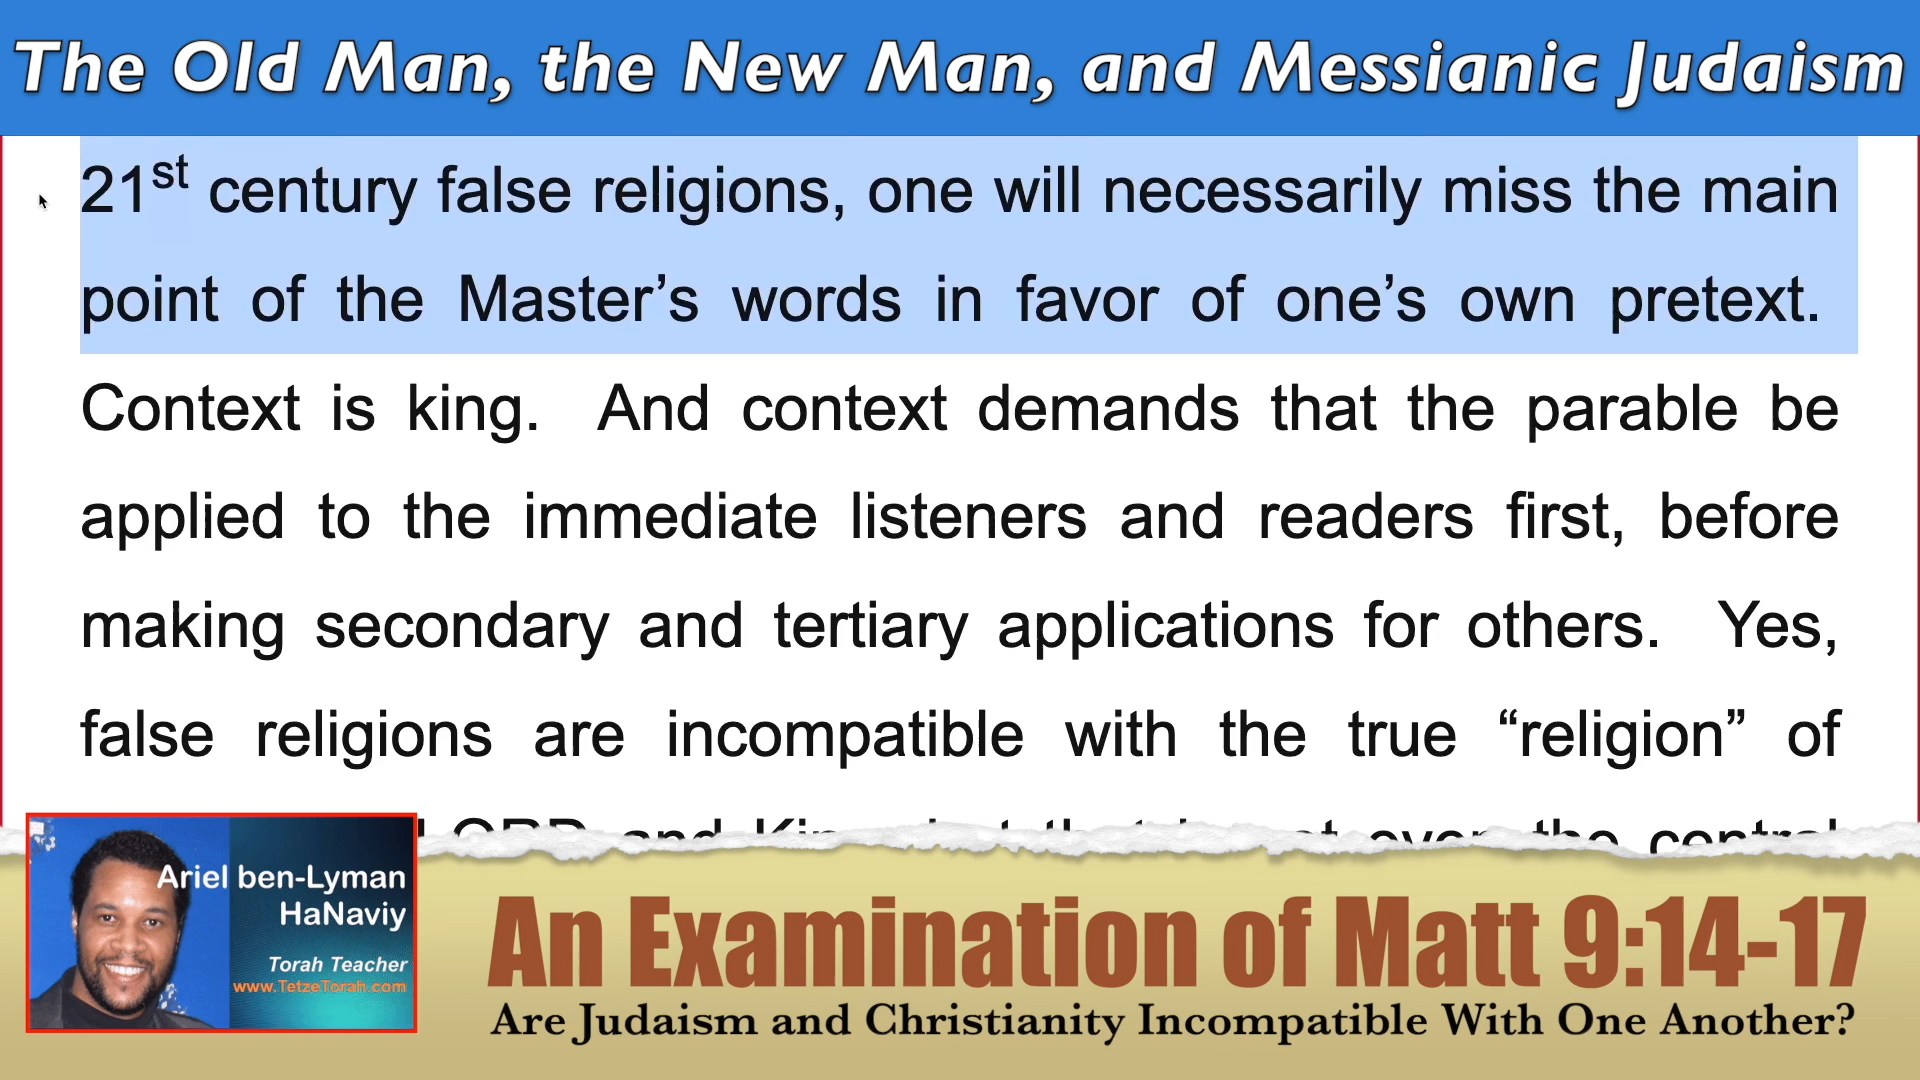 The Old Man, the New Man, and Messianic Judaism
21st century false religions, one will necessarily miss the main
point of the Master’s words in favor of one’s own pretext.
Context is king. And context demands that the parable be
applied to the immediate listeners and readers first, before
making secondary and tertiary applications for others. Yes,
false religions are incompatible with the true “religion” of
and the central
Ariel ben-Lyman
HaNaviy
Torah Teacher
www.TetzeTorah.com
An Examination of Matt 9:14-17
Are Judaism and Christianity Incompatible With One Another?